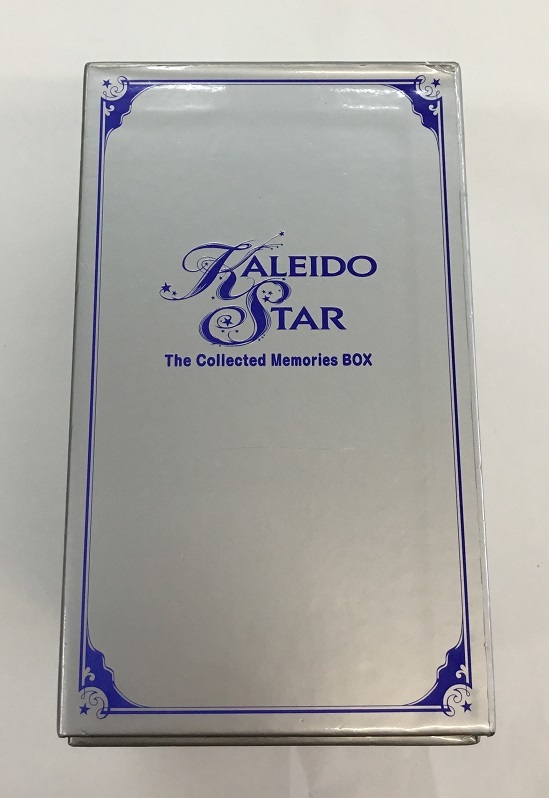 KALEIDO
STAR
The Collected Memories BOX